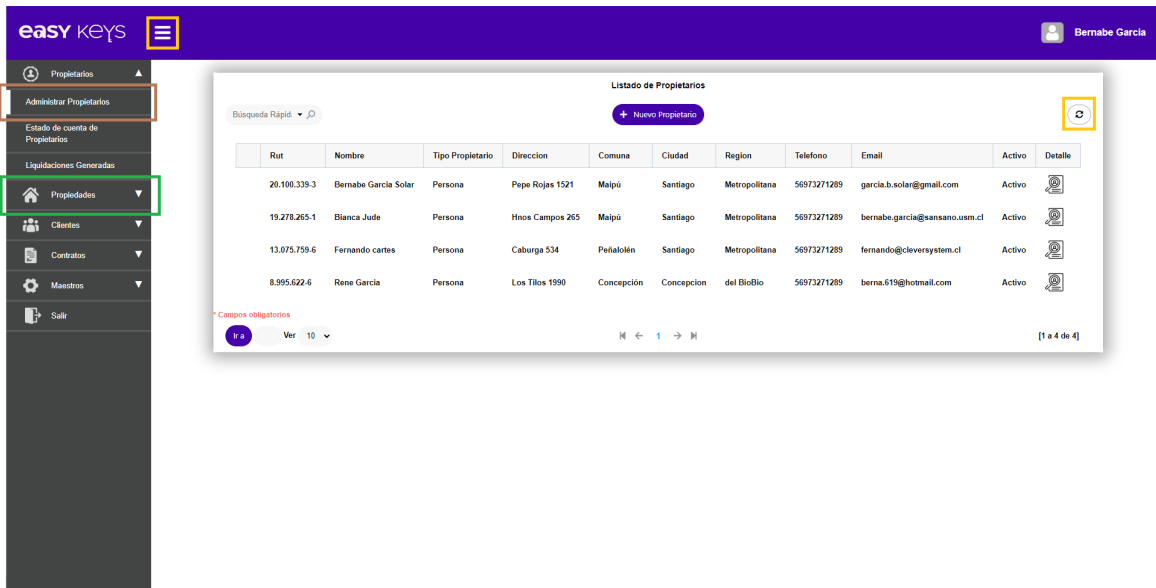 easy keys
Bernabe Garcia
Propietarios
Administrar Propietarios
Estado de cuenta de
Propietarios
Liquidaciones Generadas
Propiedades
Clientes
Contratos
Maestros
Salir
Listado de Propietarios
Búsqueda Rápid
+ Nuevo Propietario
Rut Nombre Tipo Propietario Direccion Comuna Ciudad Region Telefono Email Activo Detalle
20.100.339-3 Bernabe Garcia Solar Persona Pepe Rojas 1521 Maipú Santiago Metropolitana 56973271289 garcia.b.solar@gmail.com Activo
19.278.265-1 Bianca Jude Persona Hnos Campos 265 Maipú Santiago Metropolitana 56973271289 bernabe.garcia@sansano.usm.cl Activo
13.075.759-6 Fernando cartes Persona Caburga 534 Peñalolén Santiago Metropolitana 56973271289 fernando@cleversystem.cl Activo
8.995.622-6 Rene Garcia Persona Los Tilos 1990 Concepción Concepcion del BioBio 56973271289 berna.619@hotmail.com Activo
* Campos obligatorios
Ir a Ver 10 1 [1 a 4 de 4]